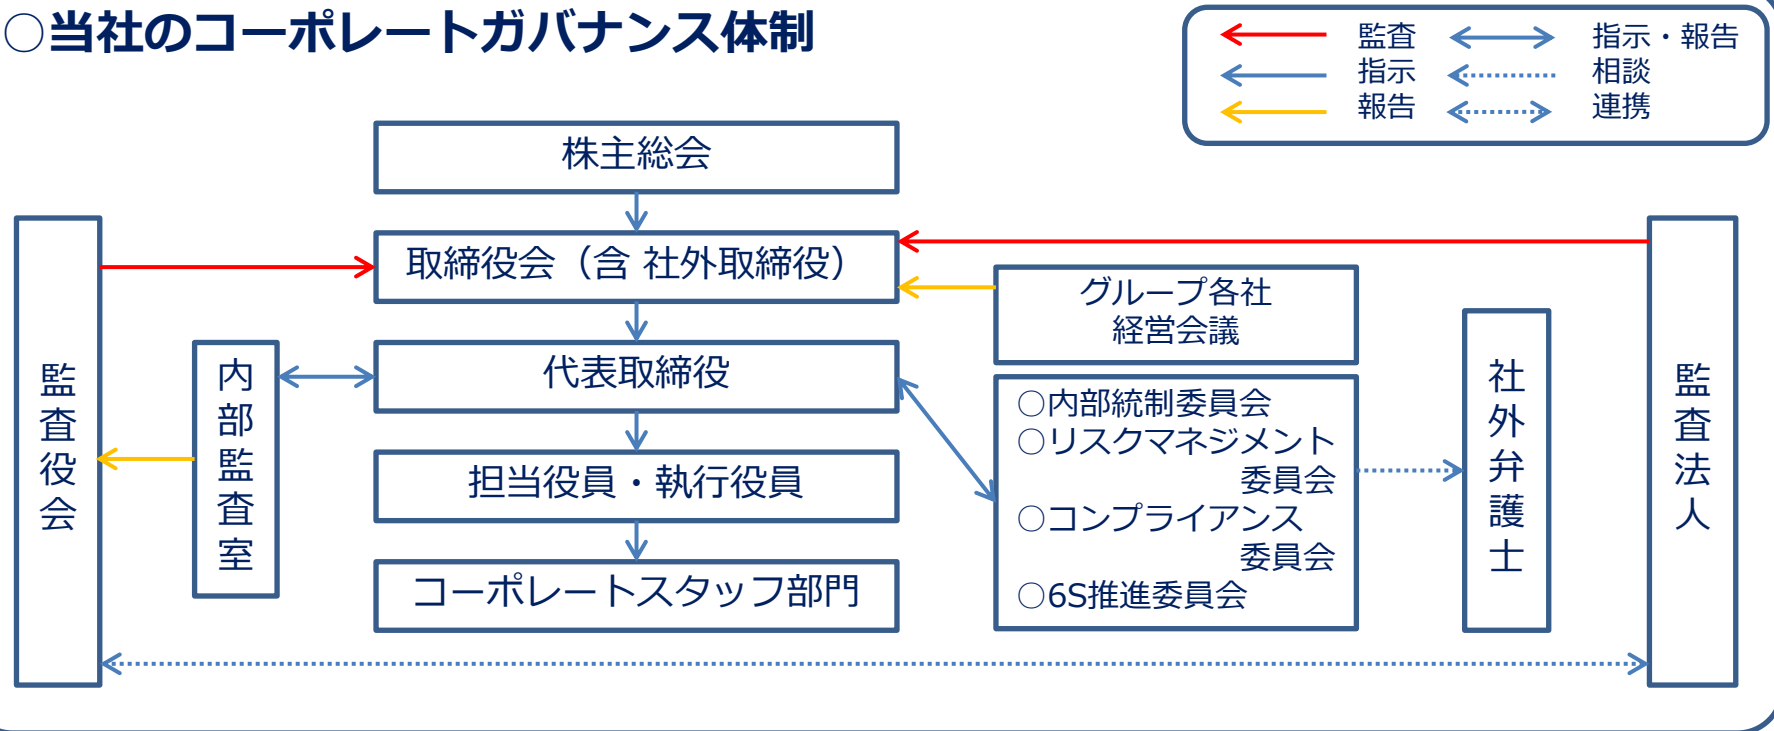 ○当社のコーポレートガバナンス体制
監査
指示・報告
指示
相談
報告
連携
株主総会
取締役会（含 社外取締役）
グループ各社
経営会議
代表取締役
担当役員・執行役員
コーポレートスタッフ部門
監査役会
内部監査室
○内部統制委員会
○リスクマネジメント
委員会
○コンプライアンス
委員会
○6S推進委員会
社外弁護士
監査法人